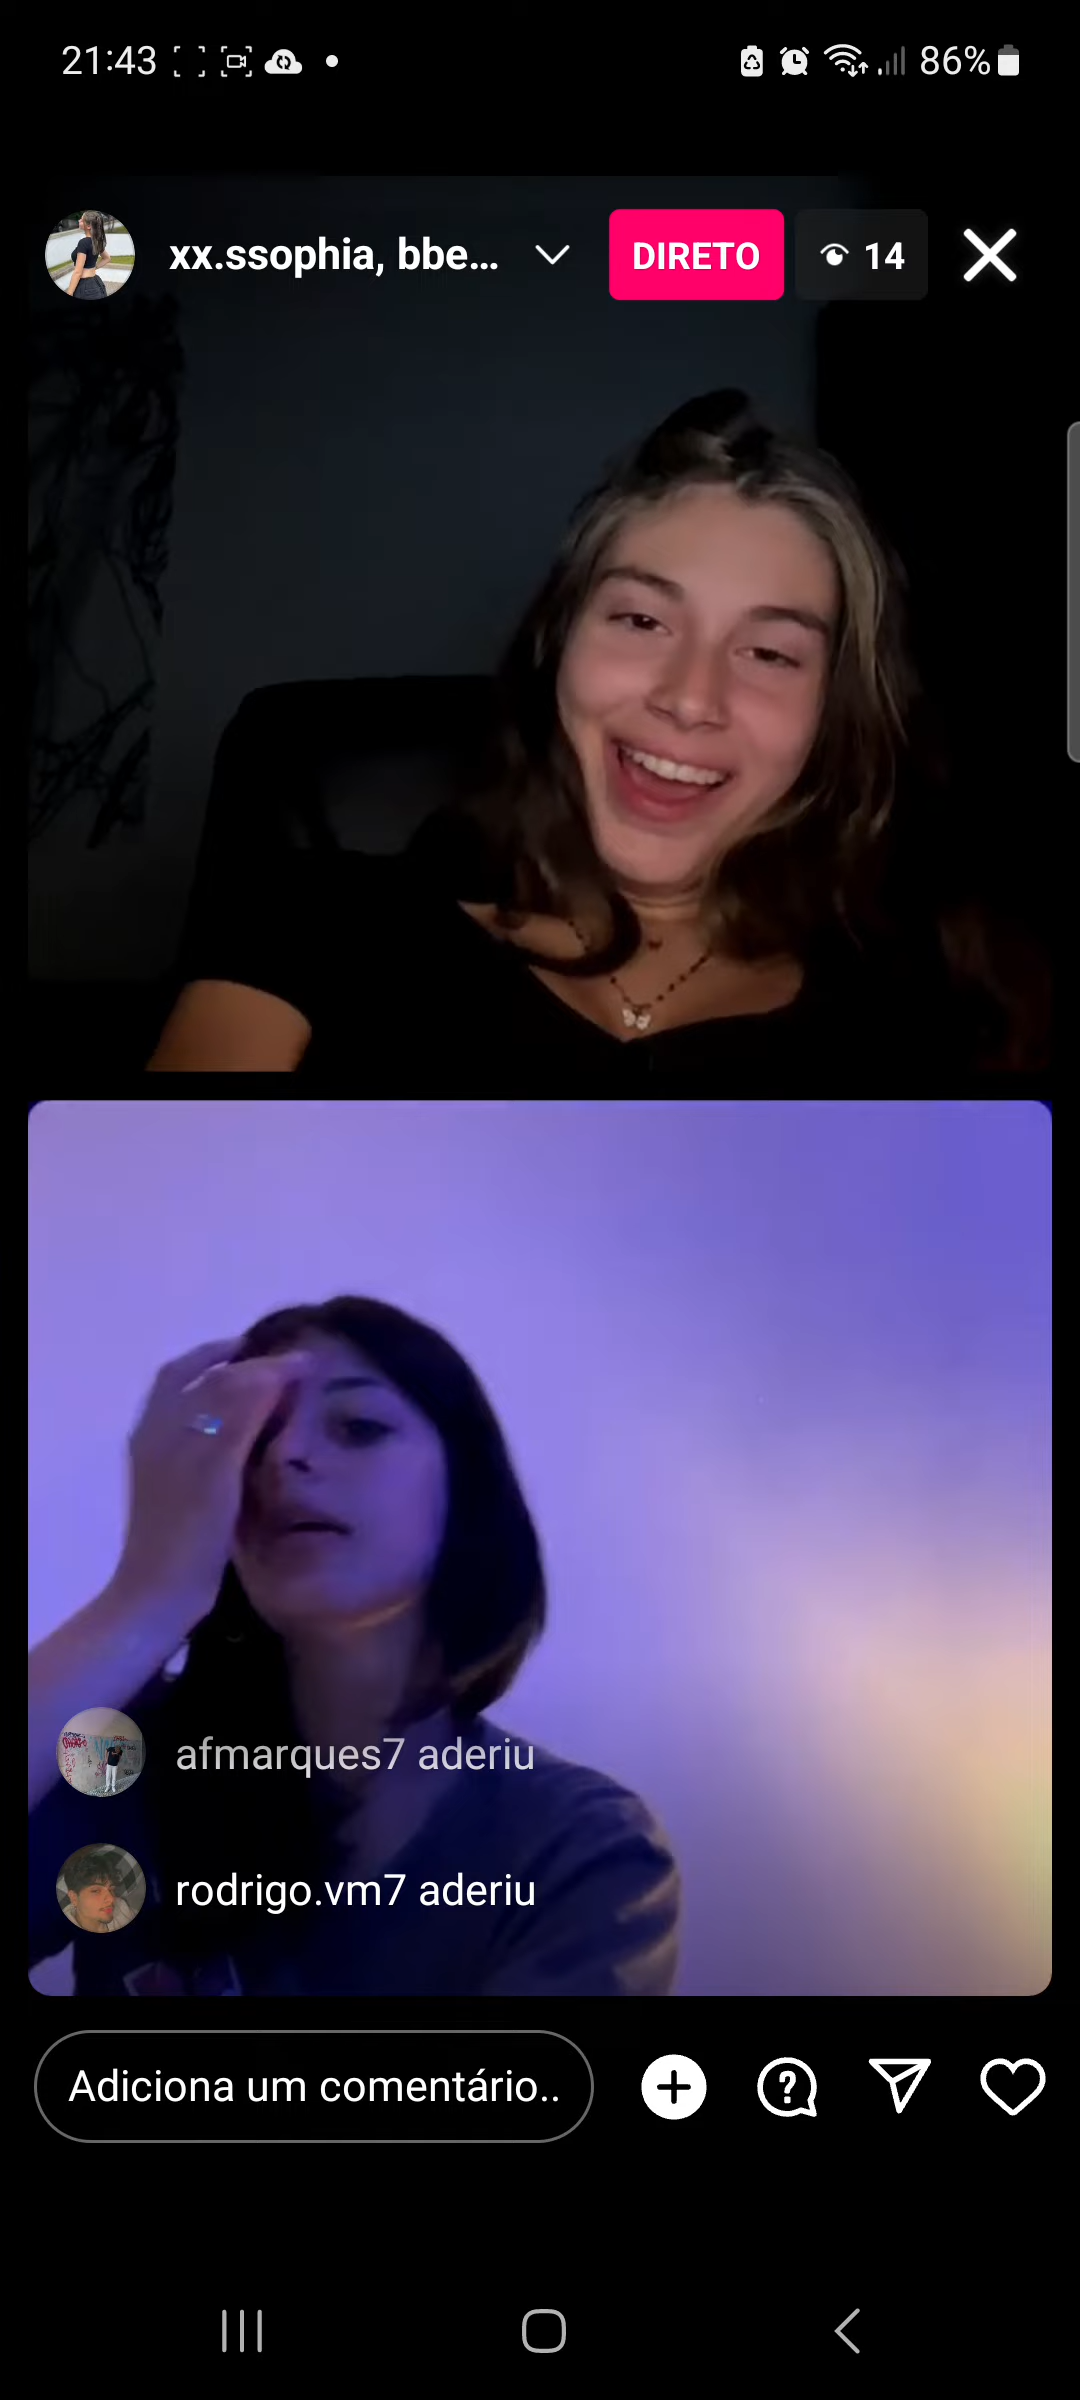 21:43
86%
xx.ssophia, bbe...
DIRETO
14
afmarques7 aderiu
rodrigo.vm7 aderiu
Adiciona um comentário..